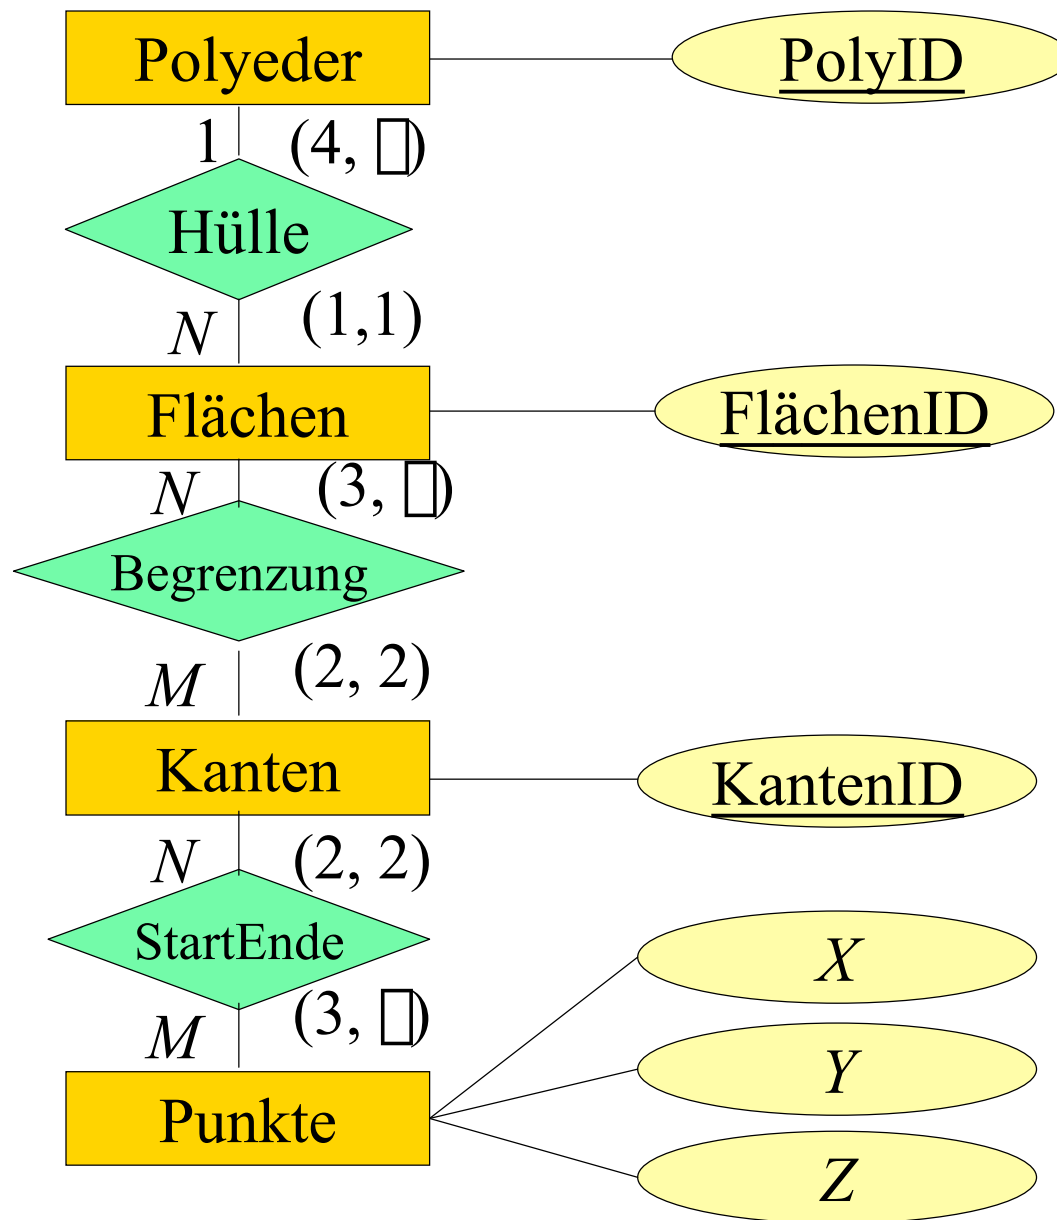 Polyeder
PolyID
1
(4, □)
Hülle
N
(1,1)
Flächen
FlächenID
N
(3, □)
Begrenzung
M
(2, 2)
Kanten
KantenID
N
(2, 2)
StartEnde
X
M
(3, □)
Y
Punkte
Z